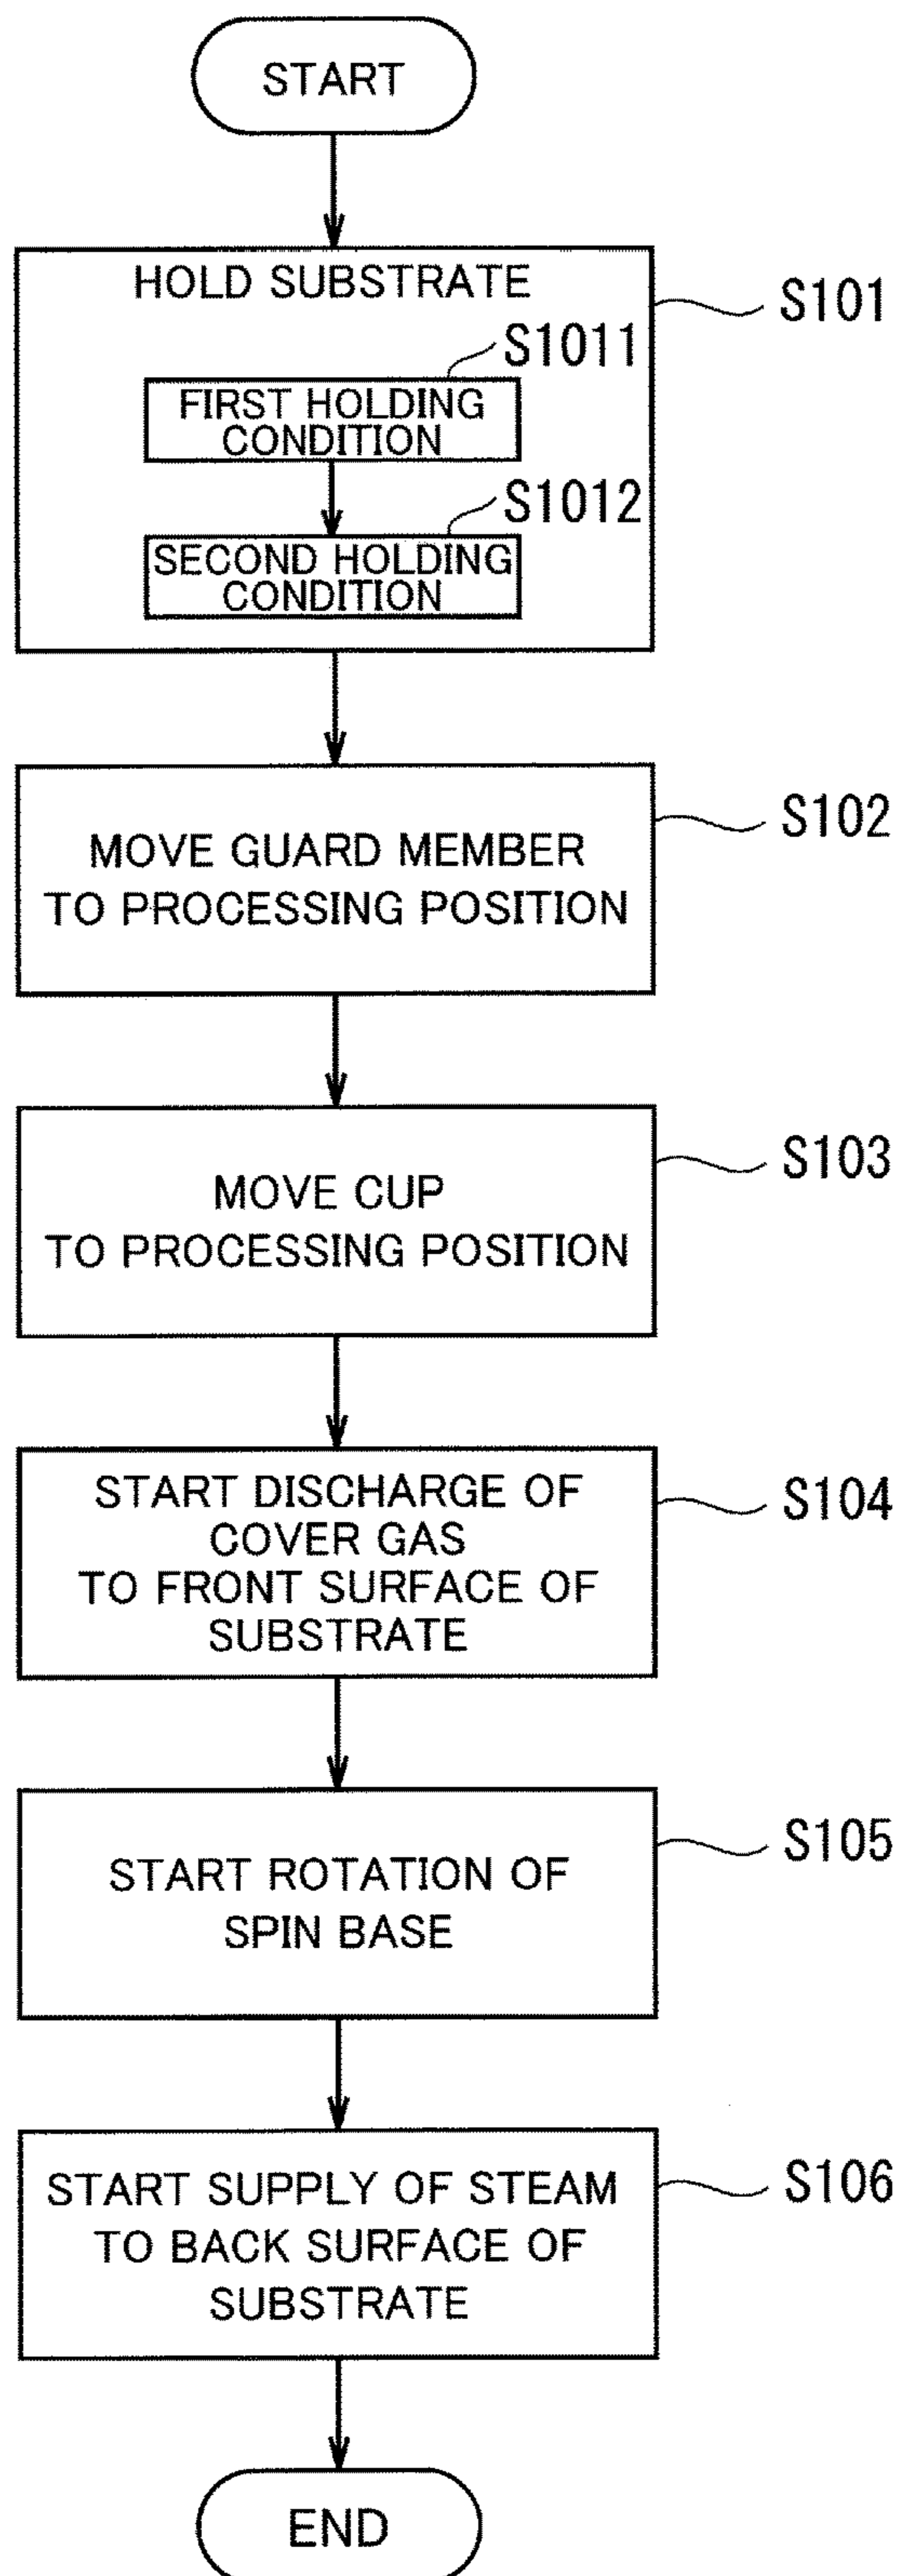 START
HOLD SUBSTRATE
S101
S1011
FIRST HOLDING
CONDITION
S1012
SECOND HOLDING
CONDITION
S102
MOVE GUARD MEMBER
TO PROCESSING POSITION
S103
MOVE CUP
TO PROCESSING POSITION
S104
START DISCHARGE OF
COVER GAS
TO FRONT SURFACE OF
SUBSTRATE
S105
START ROTATION OF
SPIN BASE
S106
START SUPPLY OF STEAM
TO BACK SURFACE OF
SUBSTRATE
END